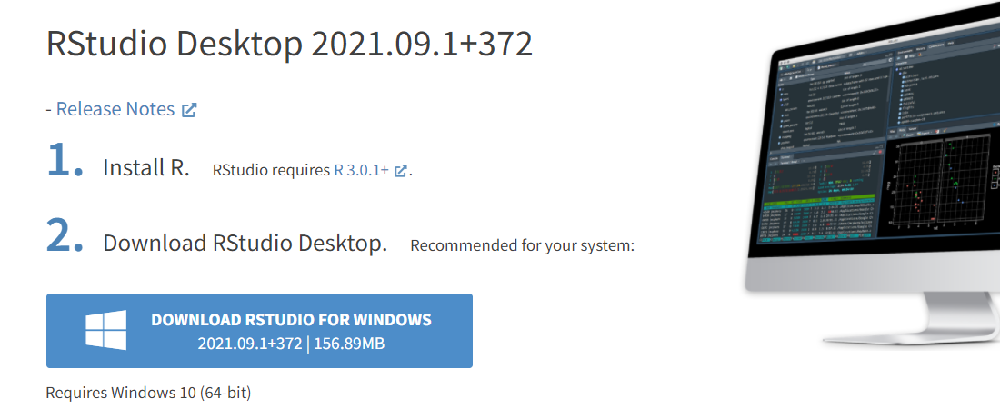 RStudio Desktop 2021.09.1+372
- Release Notes
1. Install R. RStudio requires R 3.0.1+.
2. Download RStudio Desktop. Recommended for your system:
DOWNLOAD RSTUDIO FOR WINDOWS
2021.09.1+372 | 156.89MB
Requires Windows 10 (64-bit)